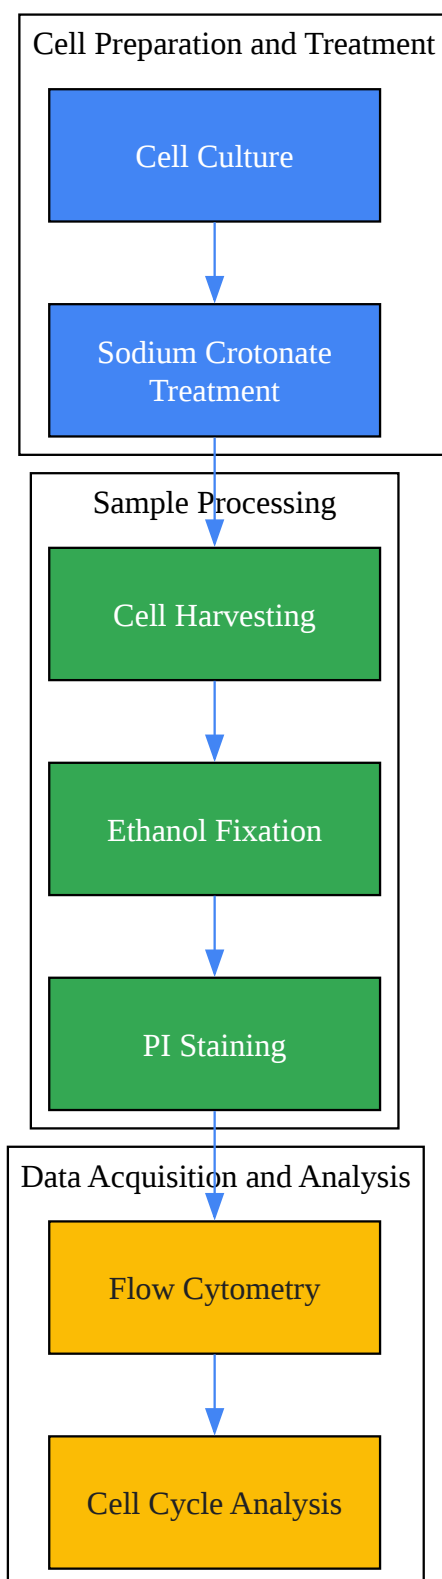 Cell Preparation and Treatment
Cell Culture
Sodium Crotonate
Treatment
Sample Processing
Cell Harvesting
Ethanol Fixation
PI Staining
Data Acquisition and Analysis
Flow Cytometry
Cell Cycle Analysis